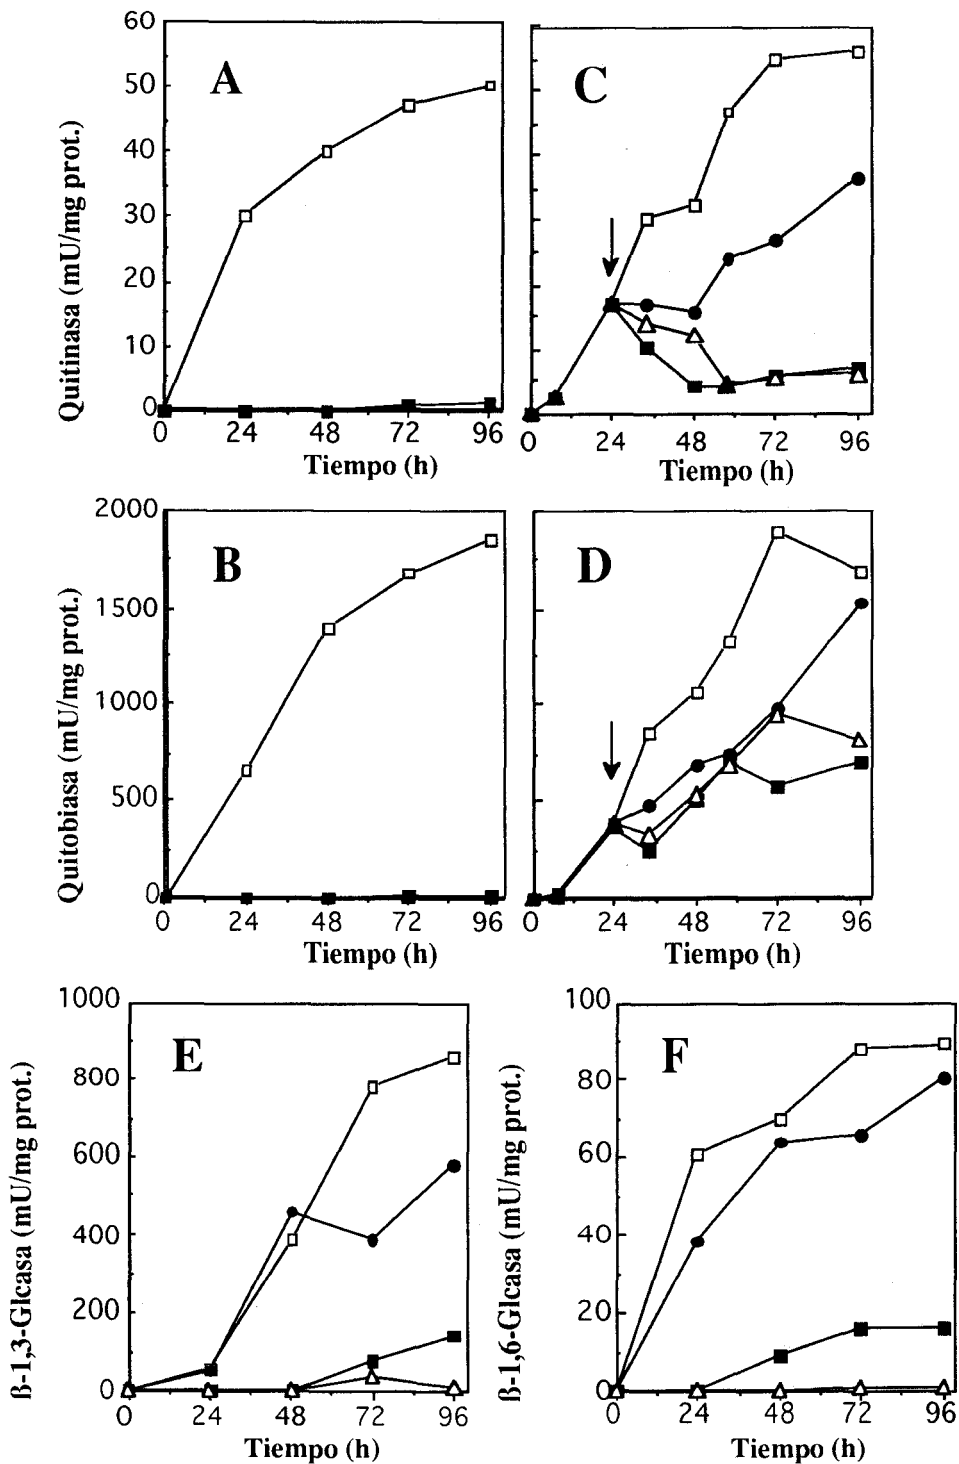 A
Quitinasa (mU/mg prot.)
60
50
40
30
20
10
0
0 24 48 72 96
Tiempo (h)
C
0 24 48 72 96
Tiempo (h)
B
Quitobiasa (mU/mg prot.)
2000
1500
1000
500
0
0 24 48 72 96
Tiempo (h)
D
0 24 48 72 96
Tiempo (h)
E
ß-1,3-Glcasa (mU/mg prot.)
1000
800
600
400
200
0
0 24 48 72 96
Tiempo (h)
F
ß-1,6-Glcasa (mU/mg prot.)
100
80
60
40
20
0
0 24 48 72 96
Tiempo (h)